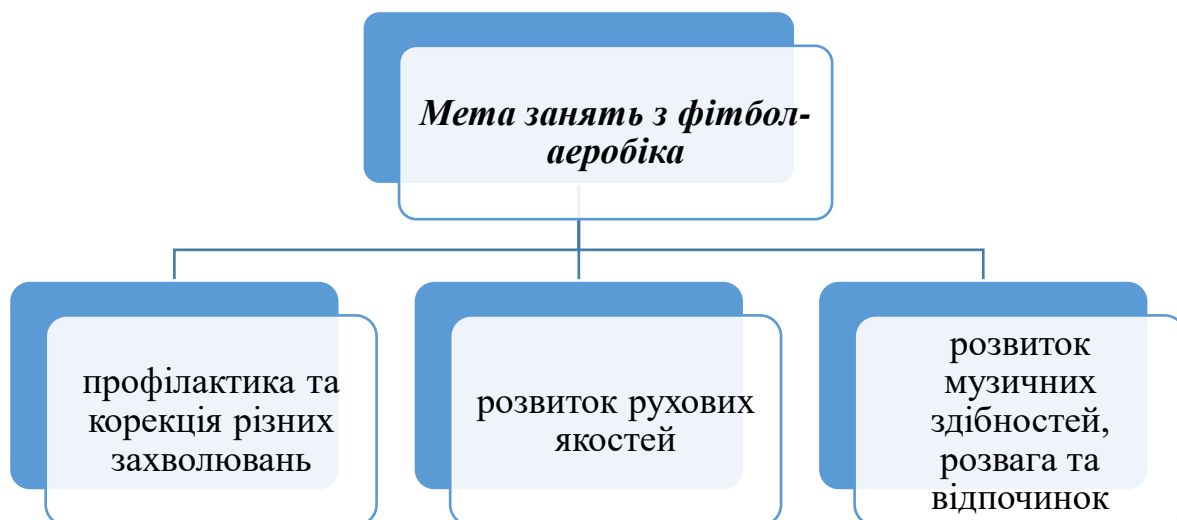 Мета занять з фітбол-
аеробіка
профілактика та
корекція різних
захволювань
розвиток рухових
якостей
розвиток
музичних
здібностей,
розвага та
відпочинок